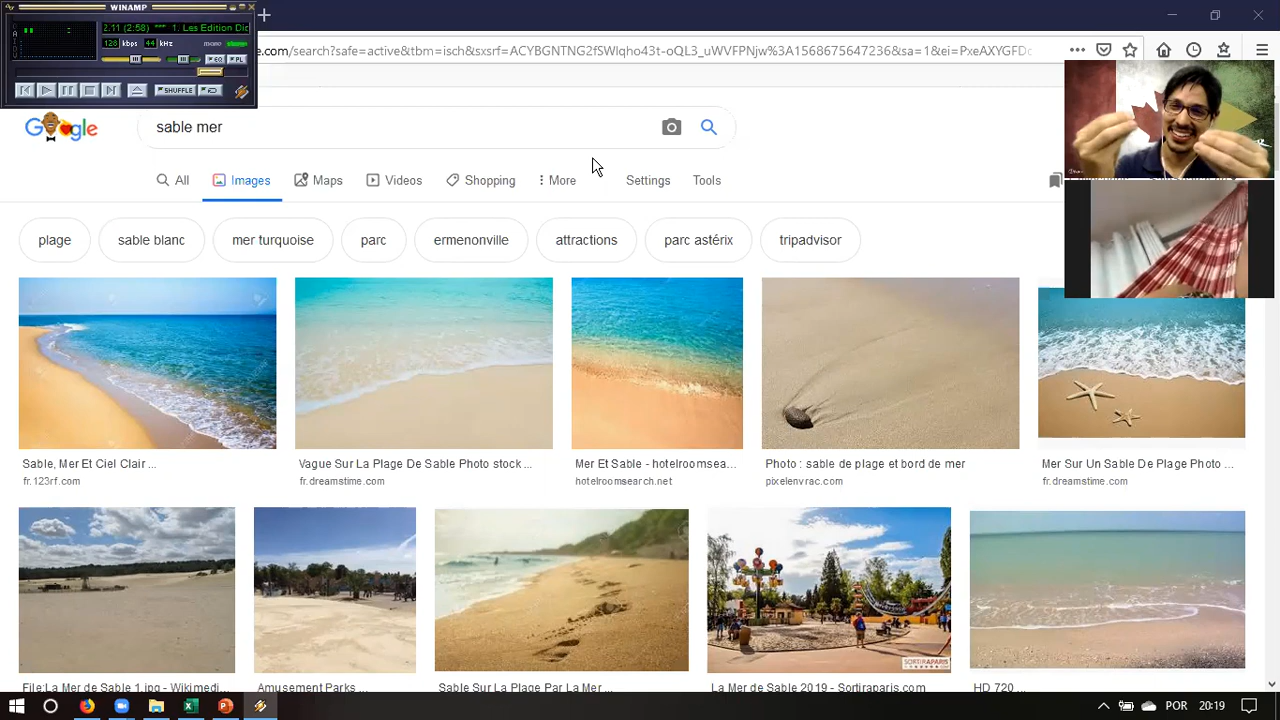 WINAMP
2:11 (2:58) *** 1. Les Edition Di
128 kbps 44 kHz mono
EQ PL
SHUFFLE
.com/search?safe=active&tbm=isch&sxsrf=ACYBGNTNG2fSWlqho43t-oQL3_uWVFPNjw%3A1568675647236&sa=1&ei=PxeAXYGFD
Google
sable mer
All
Images
Maps
Videos
Shopping
More
Settings
Tools
plage
sable blanc
mer turquoise
parc
ermenonville
attractions
parc astérix
tripadvisor
Sable, Mer Et Ciel Clair ...
fr.123rf.com
Vague Sur La Plage De Sable Photo stock ...
fr.dreamstime.com
Mer Et Sable - hotelroomsea...
hotelroomsearch.net
Photo : sable de plage et bord de mer
pixelenvrac.com
Mer Sur Un Sable De Plage Photo ...
fr.dreamstime.com
SORTIRAPARIS
File:La Mer de Sable 1.jpg - Wikimedi...
Amusement Parks ...
Sable Sur La Plage Par La Mer ...
La Mer de Sable 2019 - Sortiraparis.com
HD 720 ...
POR
20:19